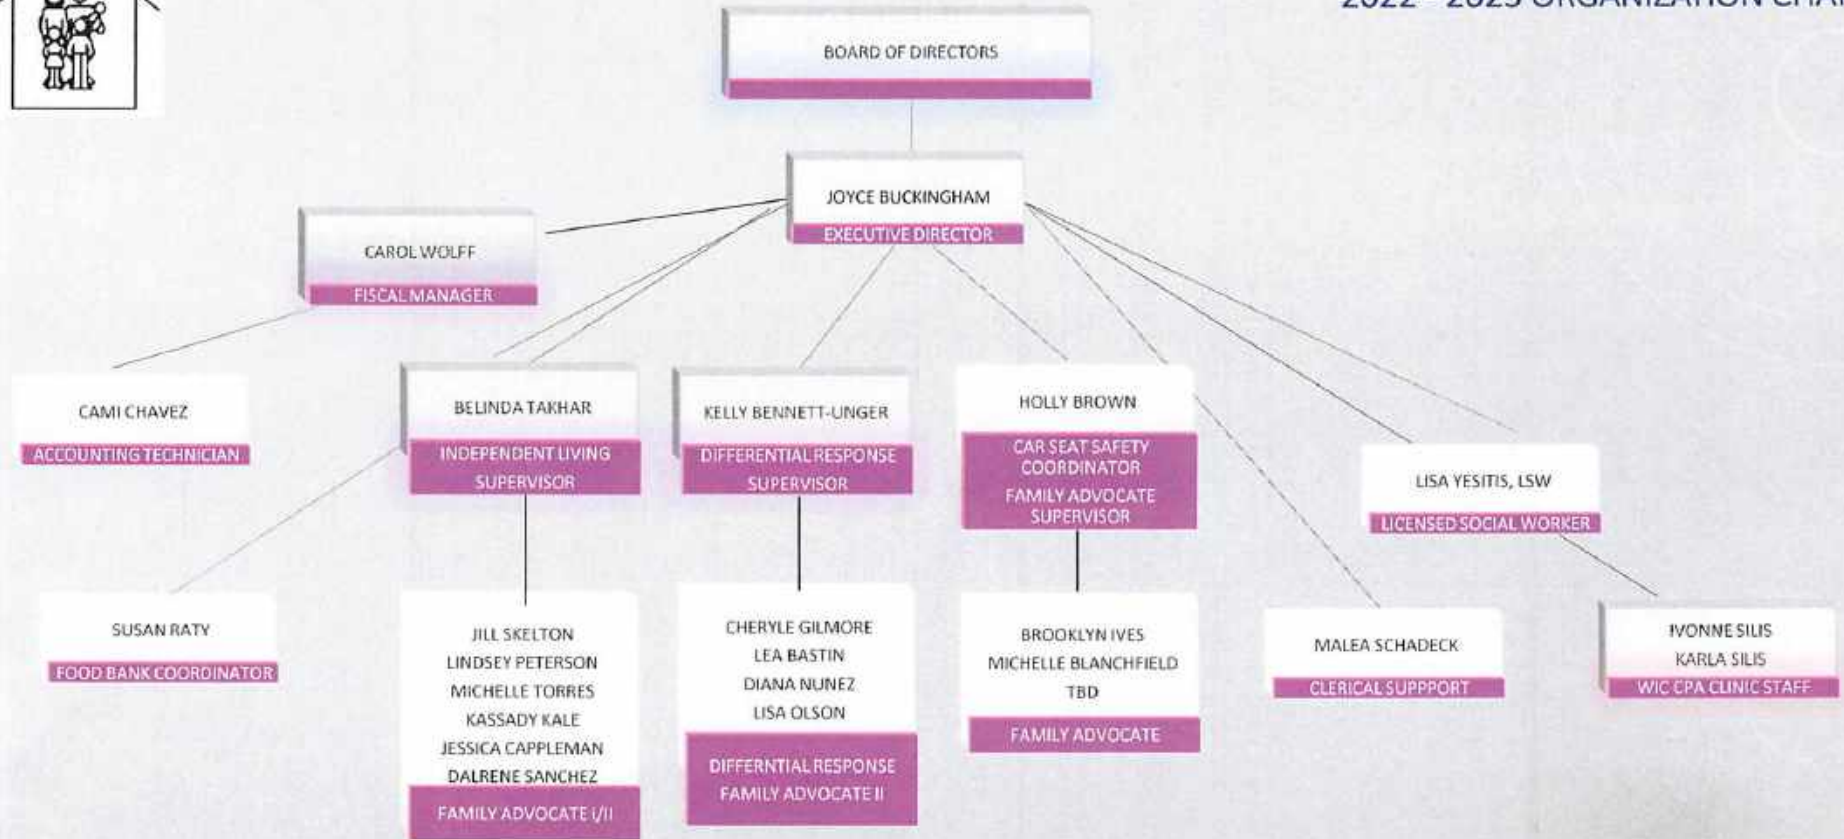 2022 - 2023 ORGANIZATION CHA
BOARD OF DIRECTORS
JOYCE BUCKINGHAM
EXECUTIVE DIRECTOR
CAROL WOLFF
FISCAL MANAGER
CAMI CHAVEZ
ACCOUNTING TECHNICIAN
BELINDA TAKHAR
INDEPENDENT LIVING
SUPERVISOR
KELLY BENNETT-UNGER
DIFFERENTIAL RESPONSE
SUPERVISOR
HOLLY BROWN
CAR SEAT SAFETY
COORDINATOR
FAMILY ADVOCATE
SUPERVISOR
LISA YESITIS, LSW
LICENSED SOCIAL WORKER
SUSAN RATY
FOOD BANK COORDINATOR
JILL SKELTON
LINDSEY PETERSON
MICHELLE TORRES
KASSADY KALE
JESSICA CAPPLEMAN
DALRENE SANCHEZ
FAMILY ADVOCATE I/II
CHERYLE GILMORE
LEA BASTIN
DIANA NUNEZ
LISA OLSON
DIFFERNTIAL RESPONSE
FAMILY ADVOCATE II
BROOKLYN IVES
MICHELLE BLANCHFIELD
TBD
FAMILY ADVOCATE
MALEA SCHADECK
CLERICAL SUPPPORT
IVONNE SILIS
KARLA SILIS
WIC CPA CLINIC STAFF